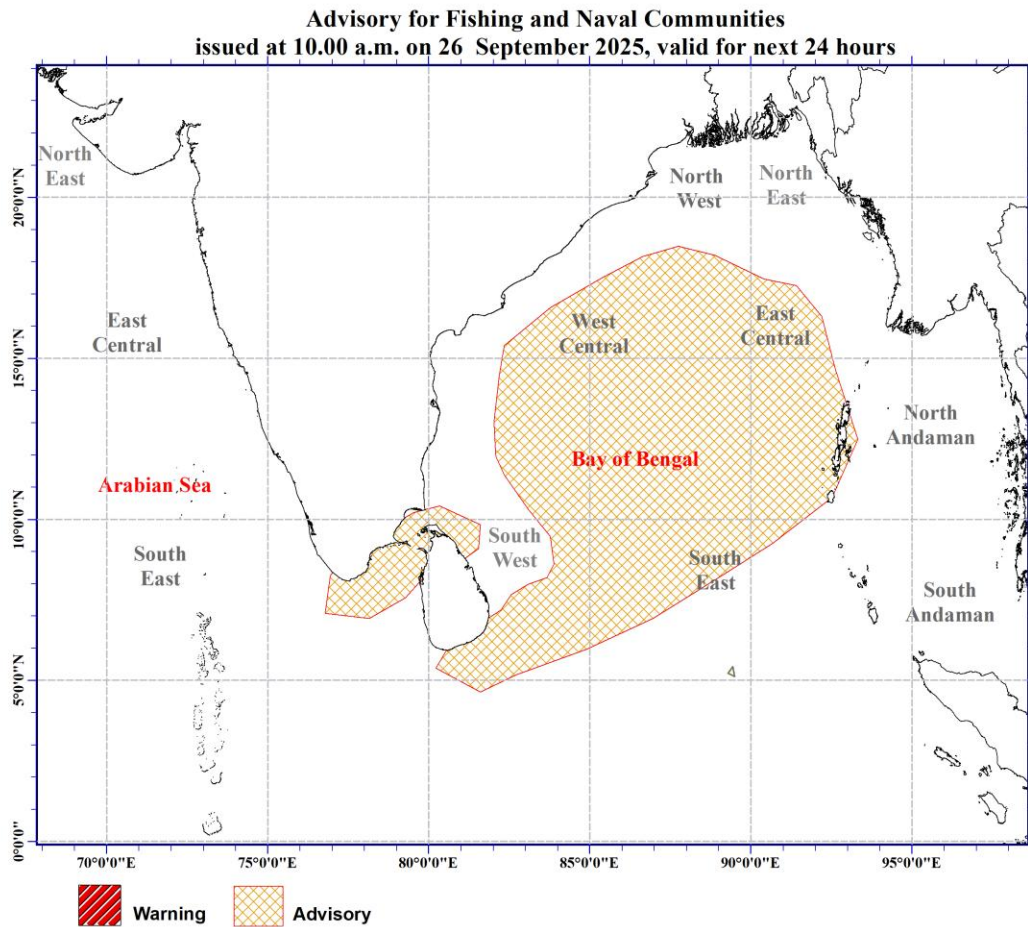 Advisory for Fishing and Naval Communities
issued at 10.00 a.m. on 26 September 2025, valid for next 24 hours
North
East
North
West
North
East
20°0'0"N
East
Central
West
Central
East
Central
15°0'0"N
North
Andaman
Arabian Sea
Bay of Bengal
10°0'0"N
South
East
South
West
South
East
South
Andaman
5°0'0"N
0°0'0"
70°0'0"E
75°0'0"E
80°0'0"E
85°0'0"E
90°0'0"E
95°0'0"E
Warning
Advisory